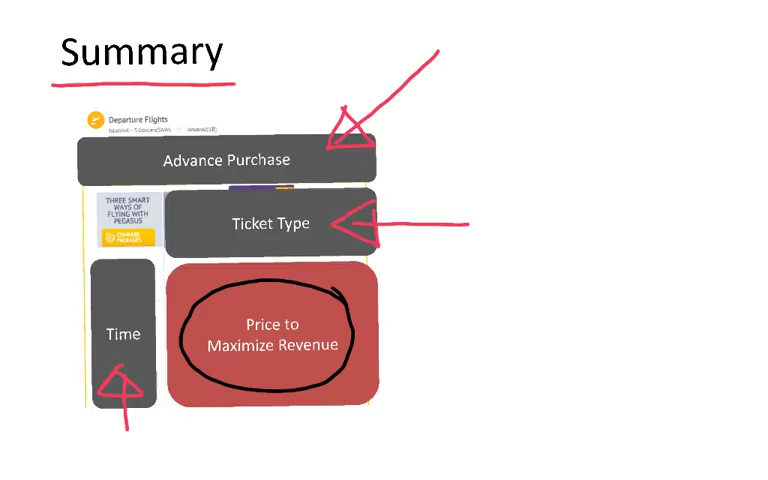 Summary
Departure Flights
Advance Purchase
THREE SMART
WAYS OF
FLYING WITH
PEGASUS
COMPARE
PACKAGES
Ticket Type
Time
Price to
Maximize Revenue